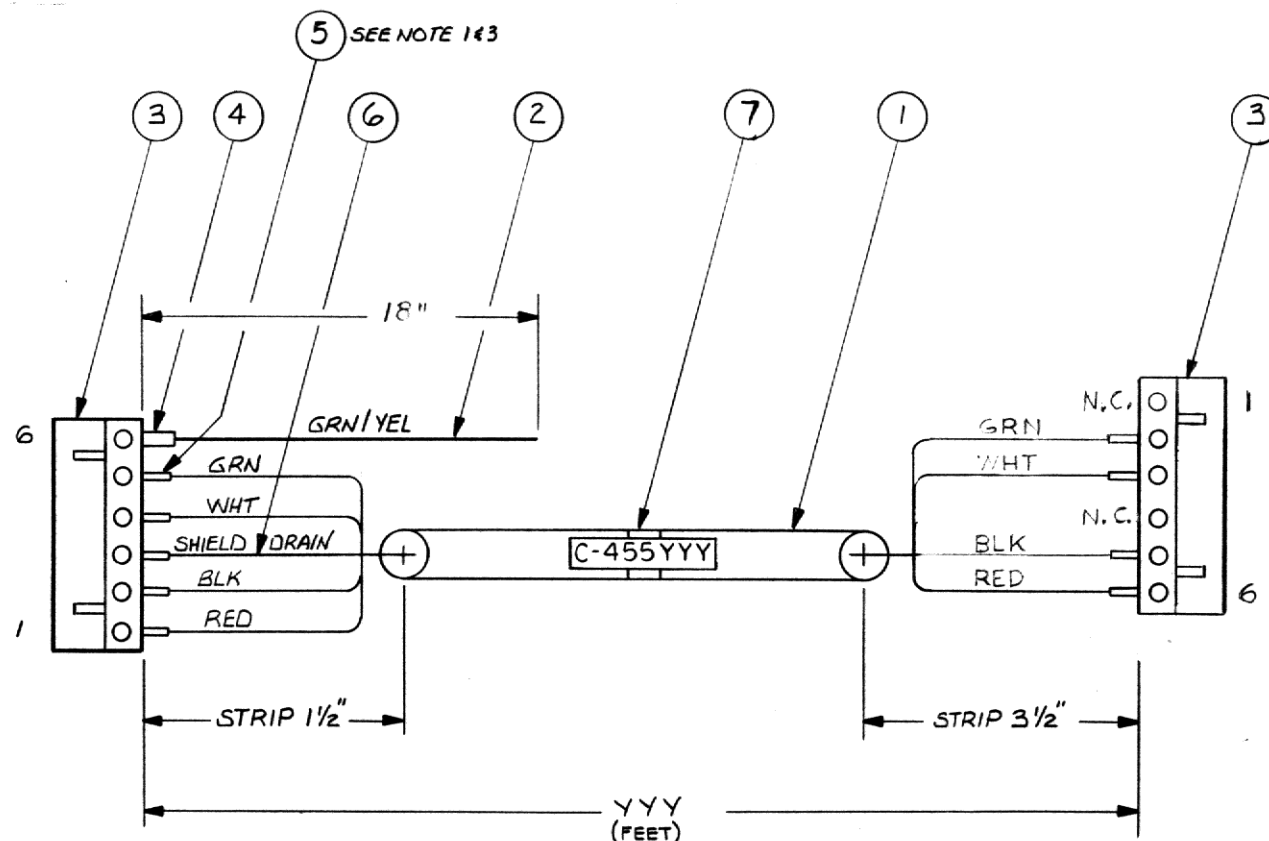 5 SEE NOTE 1&3
3 4 6 2 7 1 3
18"
6 GRN/YEL
GRN
WHT
SHIELD DRAIN
BLK
1 RED
C-455YYY
N.C. 1
GRN
WHT
N.C.
BLK
RED 6
STRIP 1½"
STRIP 3½"
YYY
(FEET)